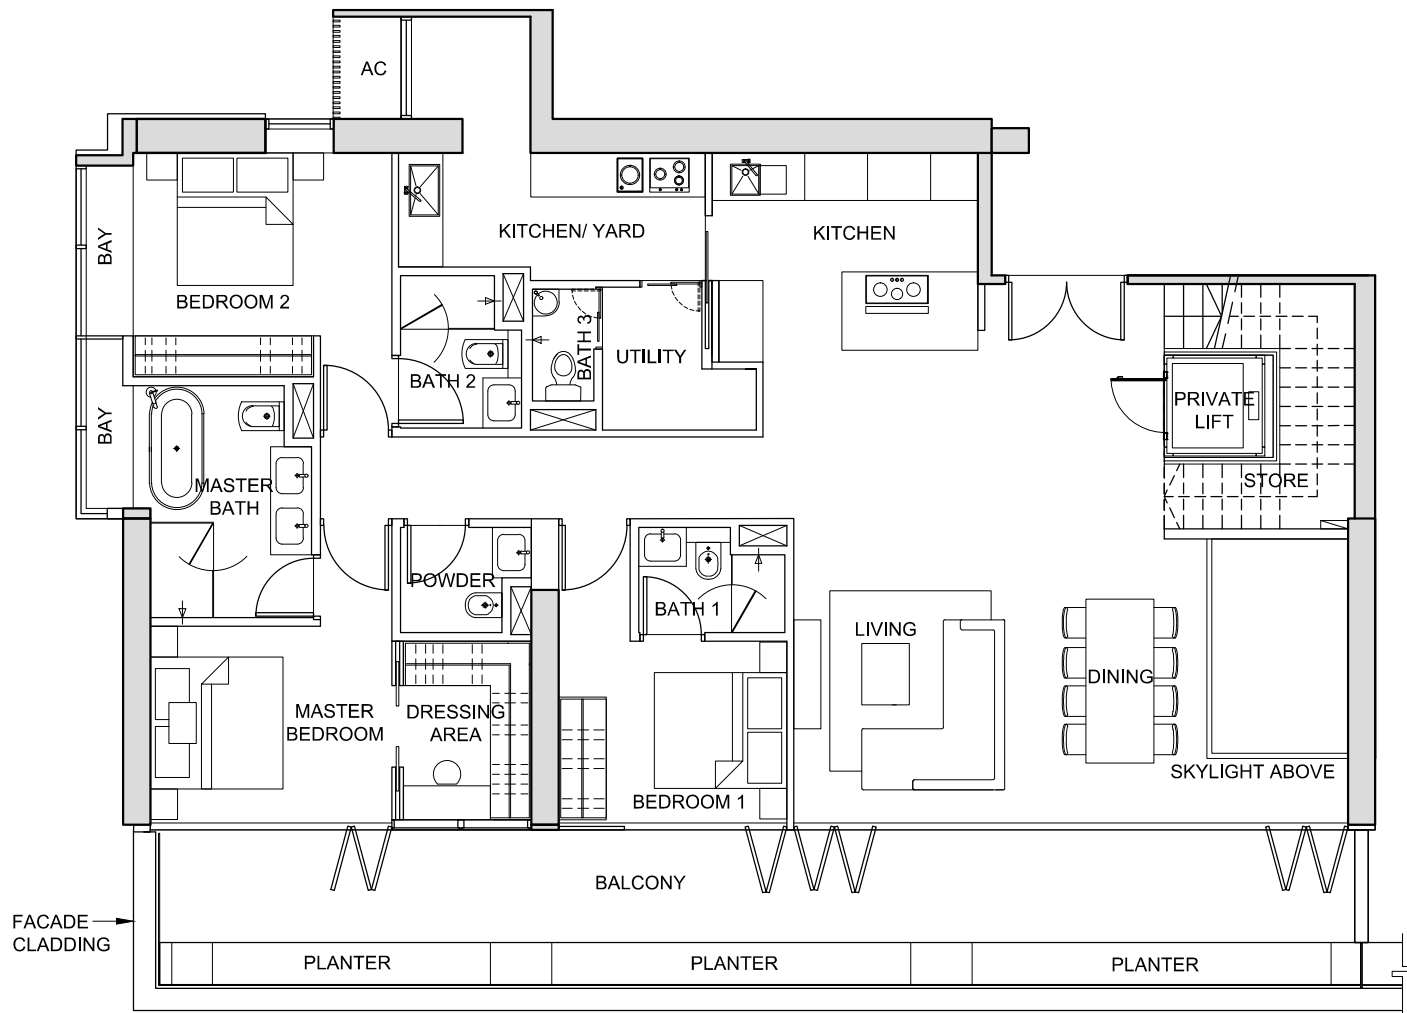 AC
KITCHEN/ YARD
KITCHEN
BAY
BEDROOM 2
BATH 3
UTILITY
BATH 2
PRIVATE
LIFT
BAY
STORE
MASTER
BATH
POWDER
BATH 1
LIVING
DINING
MASTER
BEDROOM
DRESSING
AREA
SKYLIGHT ABOVE
BEDROOM 1
BALCONY
FACADE
CLADDING
PLANTER
PLANTER
PLANTER